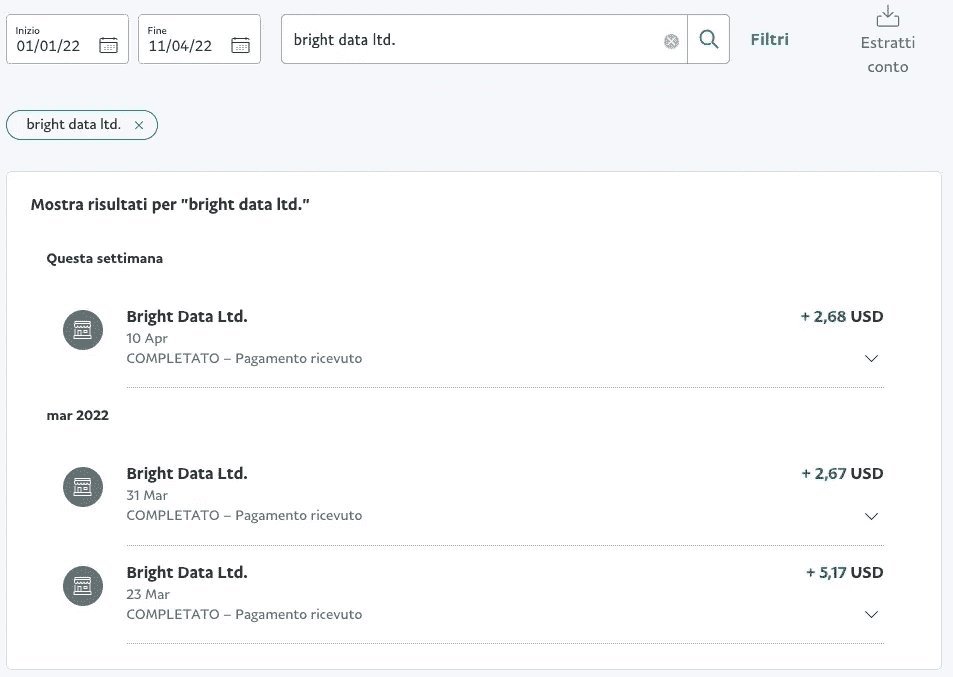 Inizio
01/01/22
Fine
11/04/22
bright data ltd.
Filtri
Estratti
conto
bright data ltd.
Mostra risultati per "bright data ltd."
Questa settimana
Bright Data Ltd.
+ 2,68 USD
10 Apr
COMPLETATO – Pagamento ricevuto
mar 2022
Bright Data Ltd.
+ 2,67 USD
31 Mar
COMPLETATO – Pagamento ricevuto
Bright Data Ltd.
+ 5,17 USD
23 Mar
COMPLETATO – Pagamento ricevuto